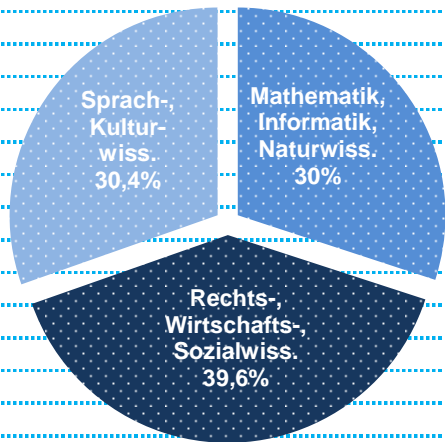 Sprach-,
Kultur-
wiss.
30,4%
Mathematik,
Informatik,
Naturwiss.
30%
Rechts-,
Wirtschafts-,
Sozialwiss.
39,6%